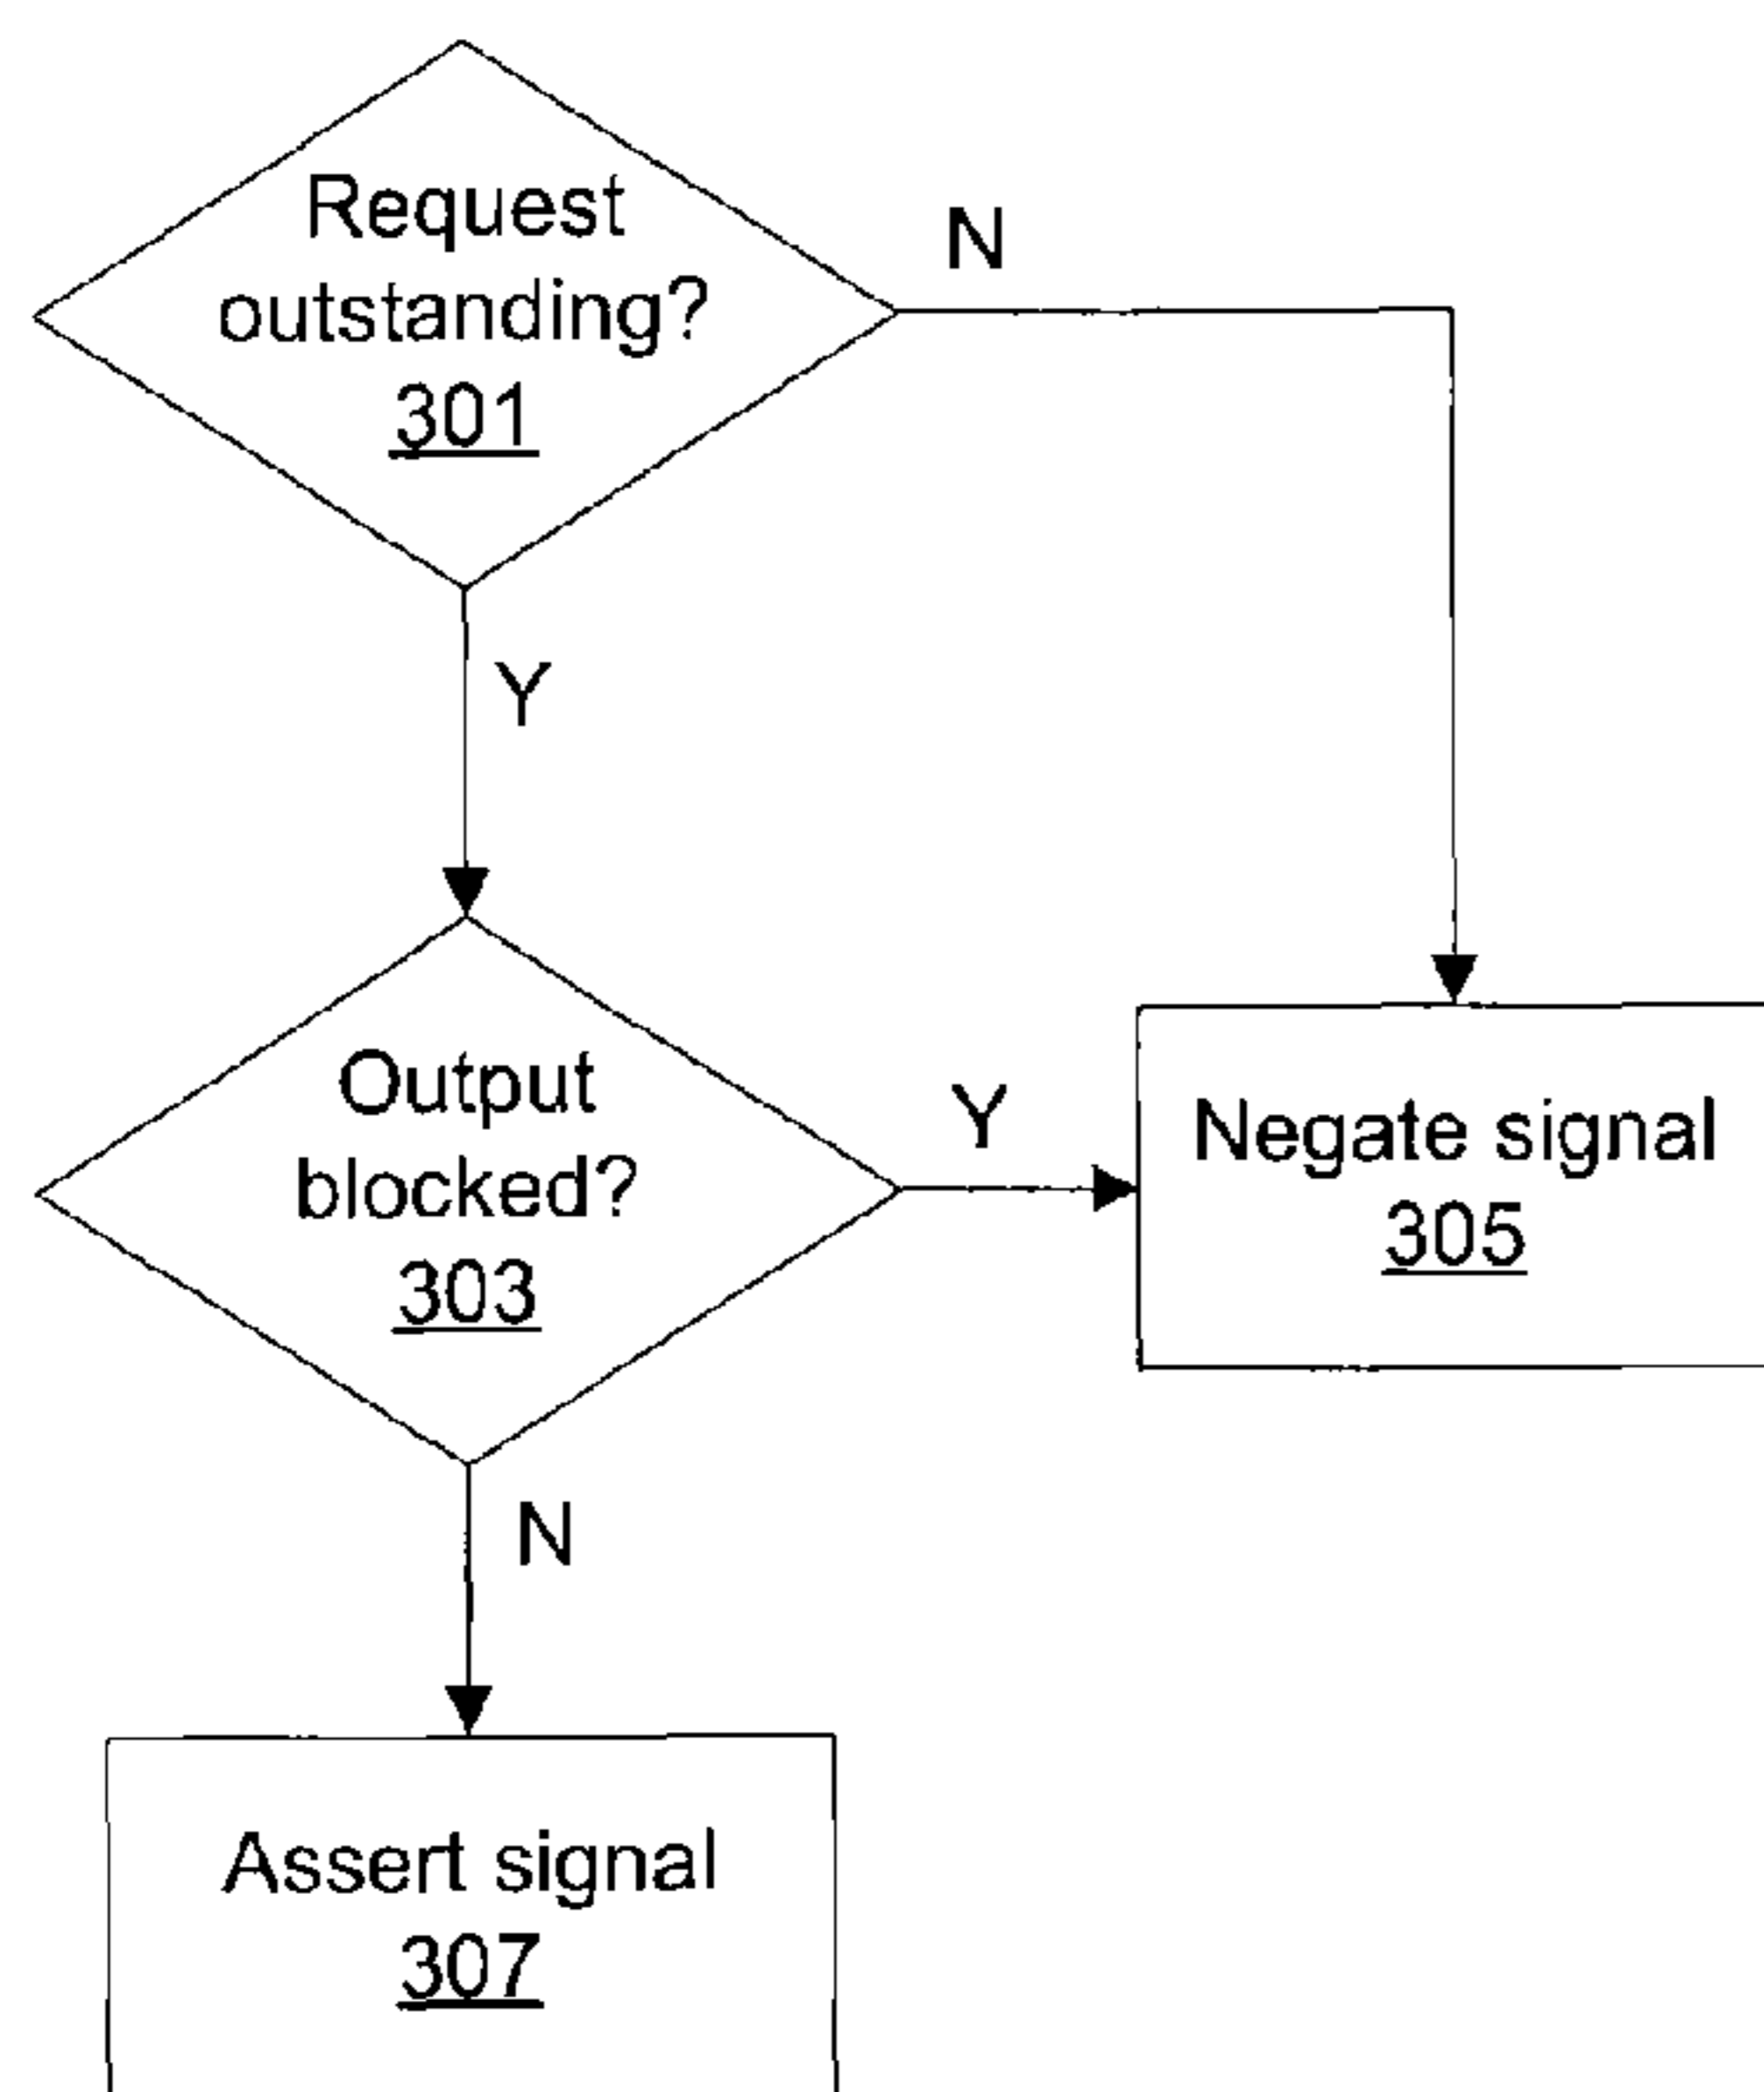 Request
outstanding?
301
N
Y
Output
blocked?
303
Y
Negate signal
305
N
Assert signal
307